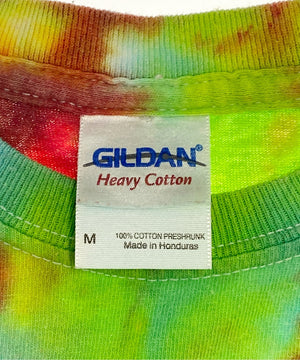 GILDAN®
Heavy Cotton
M 100% COTTON PRESHRUNK
Made in Honduras